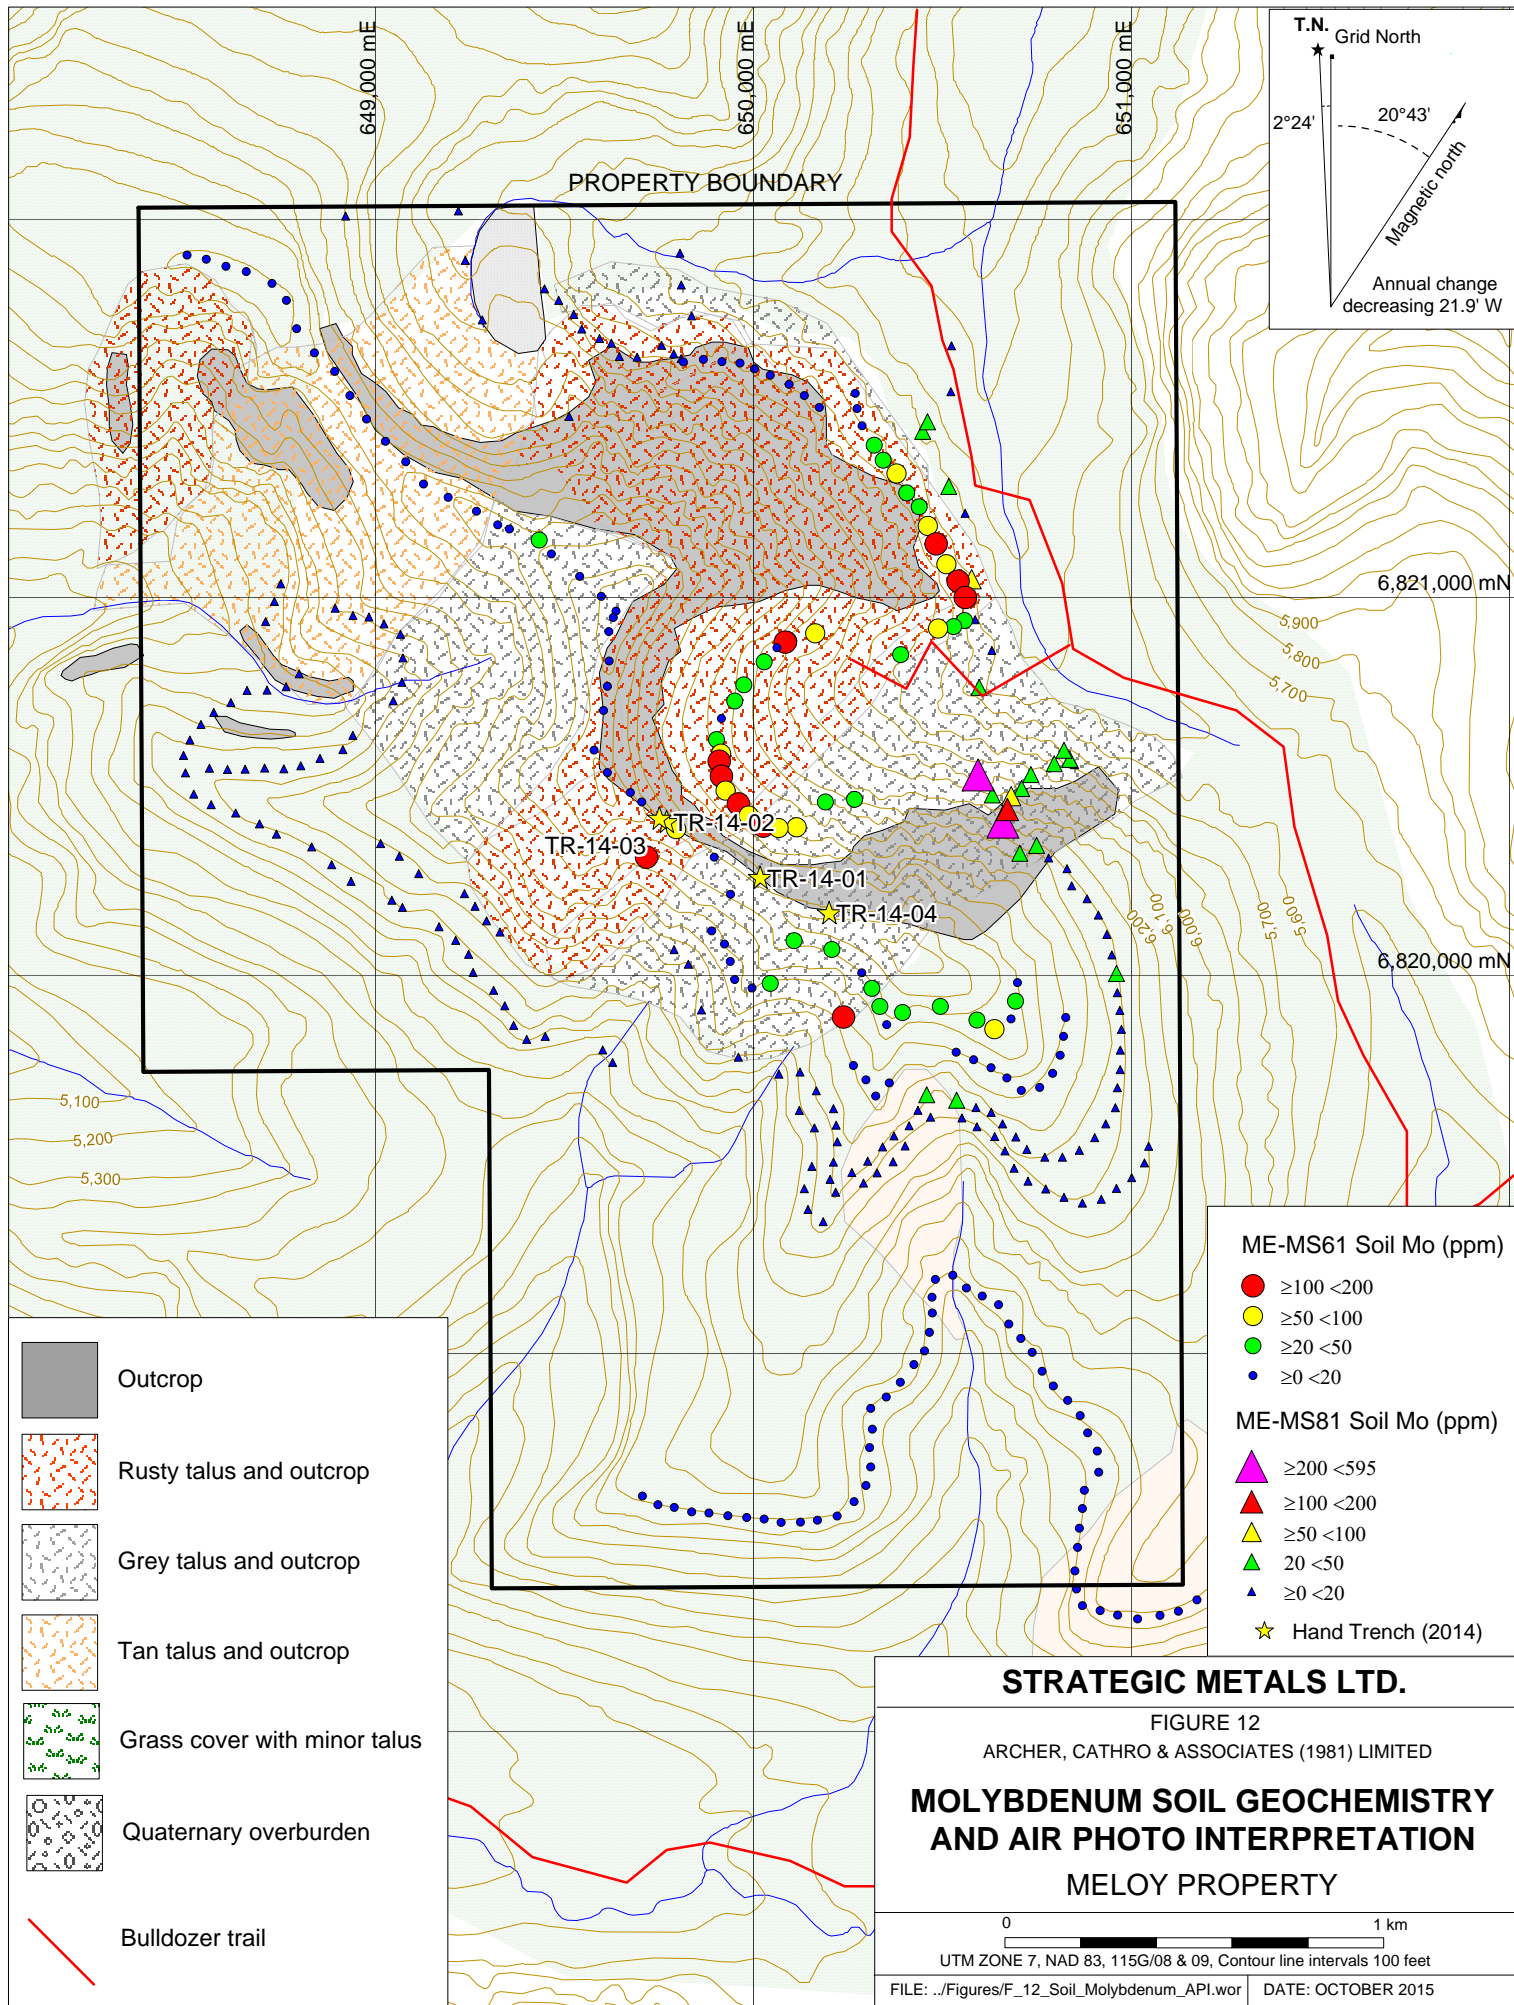 649,000 mE
650,000 mE
651,000 mE
T.N.
Grid North
2°24'
20°43'
Magnetic north
Annual change
decreasing 21.9' W
PROPERTY BOUNDARY
6,821,000 mN
5,900
5,800
5,700
TR-14-02
TR-14-03
TR-14-01
TR-14-04
6,200
6,100
6,000
5,700
5,600
6,820,000 mN
5,100
5,200
5,300
ME-MS61 Soil Mo (ppm)
≥100 <200
≥50 <100
≥20 <50
≥0 <20
ME-MS81 Soil Mo (ppm)
≥200 <595
≥100 <200
≥50 <100
20 <50
≥0 <20
Hand Trench (2014)
Outcrop
Rusty talus and outcrop
Grey talus and outcrop
Tan talus and outcrop
Grass cover with minor talus
Quaternary overburden
Bulldozer trail
STRATEGIC METALS LTD.
FIGURE 12
ARCHER, CATHRO & ASSOCIATES (1981) LIMITED
MOLYBDENUM SOIL GEOCHEMISTRY
AND AIR PHOTO INTERPRETATION
MELOY PROPERTY
0 1 km
UTM ZONE 7, NAD 83, 115G/08 & 09, Contour line intervals 100 feet
FILE: ../Figures/F_12_Soil_Molybdenum_API.wor DATE: OCTOBER 2015